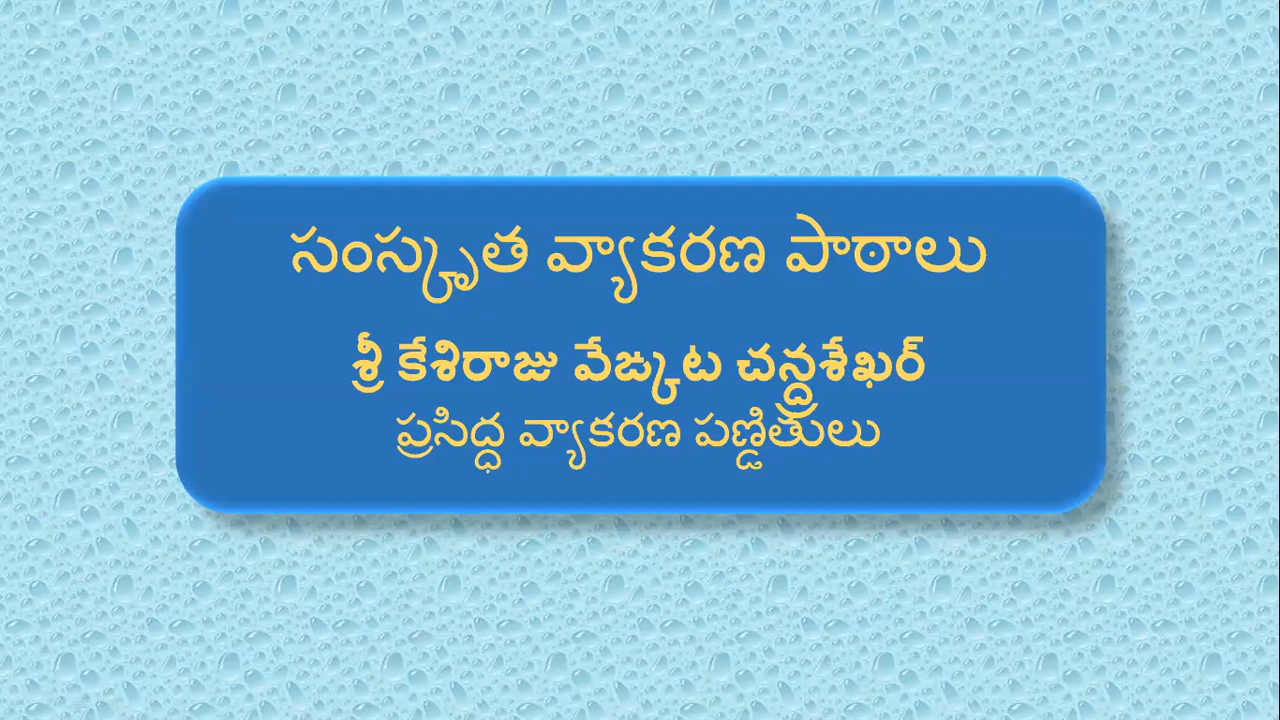 సంస్కృత వ్యాకరణ పాఠాలు
శ్రీ కేశిరాజు వేఙ్కట చన్ద్రశేఖర్
ప్రసిద్ధ వ్యాకరణ పణ్డితులు